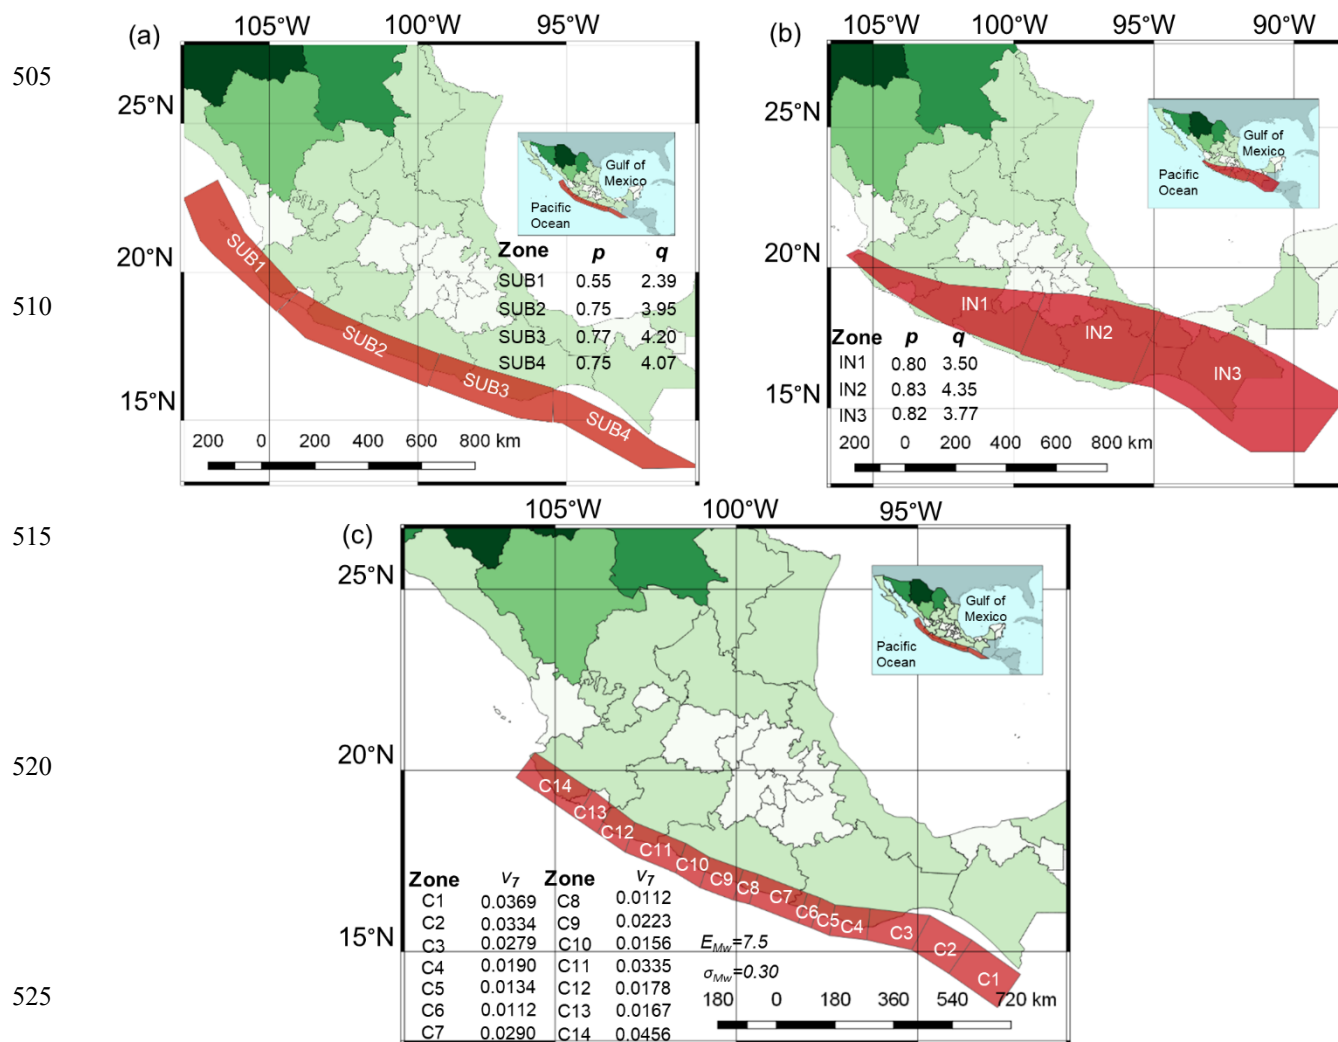 (a)
105°W 100°W 95°W
505
25°N
Gulf of
Mexico
Pacific
Ocean
20°N
SUB1
Zone p q
SUB1 0.55 2.39
510
SUB2 0.75 3.95
SUB3 0.77 4.20
SUB4 0.75 4.07
SUB2
SUB3
SUB4
15°N
200 0 200 400 600 800 km
(b)
105°W 100°W 95°W 90°W
25°N
Gulf of
Mexico
Pacific
Ocean
20°N
IN1
IN2
IN3
Zone p q
IN1 0.80 3.50
IN2 0.83 4.35
IN3 0.82 3.77
15°N
200 0 200 400 600 800 km
515
(c)
105°W 100°W 95°W
25°N
Gulf of
Mexico
Pacific
Ocean
520
20°N
C14
C13
C12
C11
C10
C9
C8
C7
C6
C5
C4
C3
C2
C1
Zone v7 Zone v7
C1 0.0369 C8 0.0112
C2 0.0334 C9 0.0223
C3 0.0279 C10 0.0156
C4 0.0190 C11 0.0335
C5 0.0134 C12 0.0178
C6 0.0112 C13 0.0167
C7 0.0290 C14 0.0456
EMw=7.5
σMw=0.30
15°N
525
180 0 180 360 540 720 km